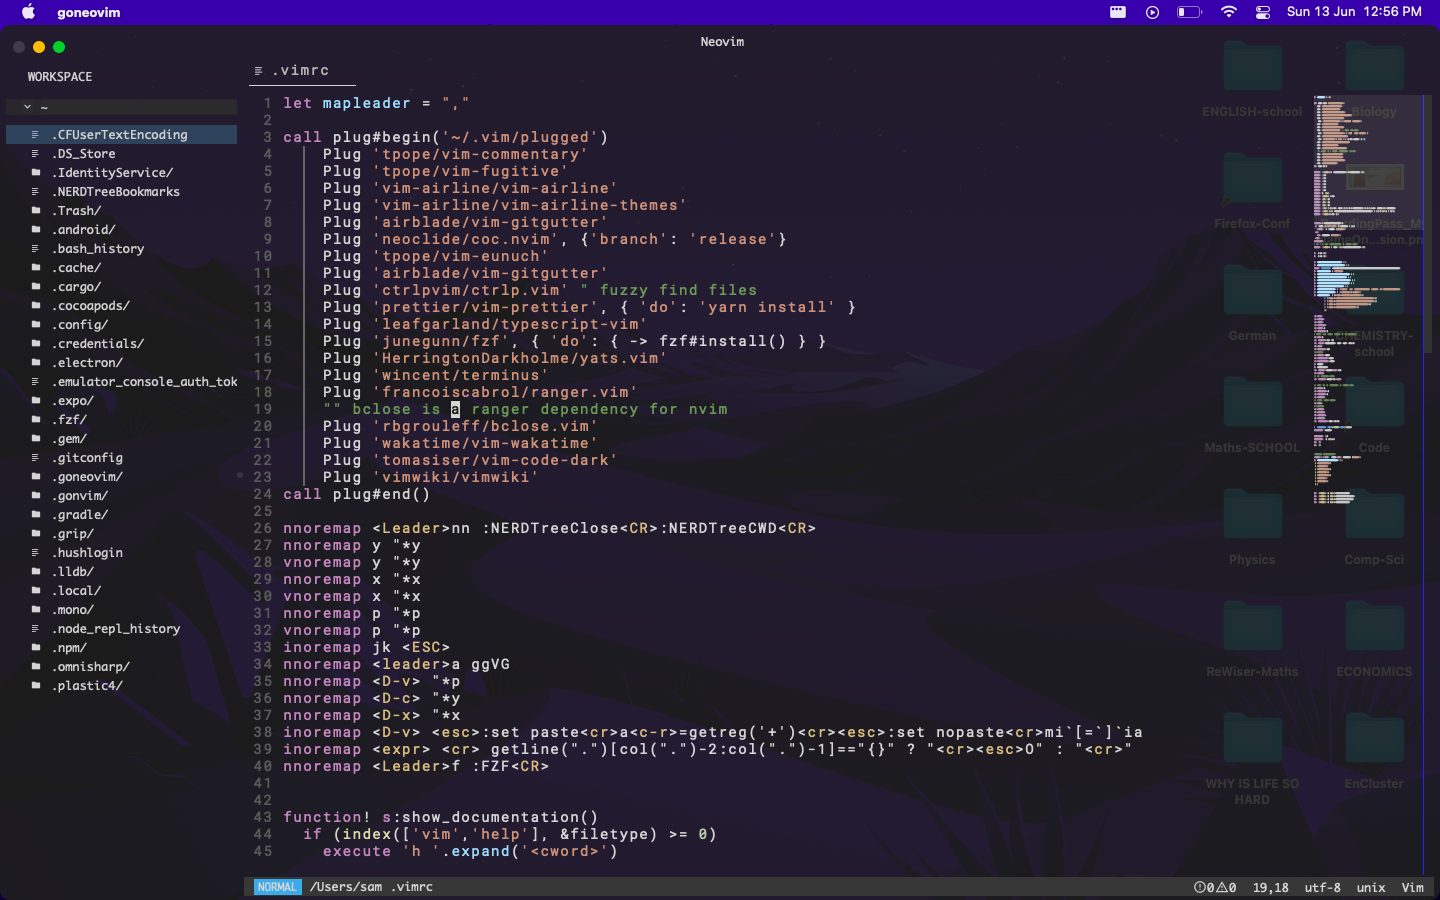 goneovim
Sun 13 Jun 12:56 PM
Neovim
WORKSPACE
~
.CFUserTextEncoding
.DS_Store
.IdentityService/
.NERDTreeBookmarks
.Trash/
.android/
.bash_history
.cache/
.cargo/
.cocoapods/
.config/
.credentials/
.electron/
.emulator_console_auth_tok
.expo/
.fzf/
.gem/
.gitconfig
.goneovim/
.gonvim/
.gradle/
.grip/
.hushlogin
.lldb/
.local/
.mono/
.node_repl_history
.npm/
.omnisharp/
.plastic4/
.vimrc
1 let mapleader = ","
2
3 call plug#begin('~/.vim/plugged')
4 Plug 'tpope/vim-commentary'
5 Plug 'tpope/vim-fugitive'
6 Plug 'vim-airline/vim-airline'
7 Plug 'vim-airline/vim-airline-themes'
8 Plug 'airblade/vim-gitgutter'
9 Plug 'neoclide/coc.nvim', {'branch': 'release'}
10 Plug 'tpope/vim-eunuch'
11 Plug 'airblade/vim-gitgutter'
12 Plug 'ctrlpvim/ctrlp.vim' " fuzzy find files
13 Plug 'prettier/vim-prettier', { 'do': 'yarn install' }
14 Plug 'leafgarland/typescript-vim'
15 Plug 'junegunn/fzf', { 'do': { -> fzf#install() } }
16 Plug 'HerringtonDarkholme/yats.vim'
17 Plug 'wincent/terminus'
18 Plug 'francoiscabrol/ranger.vim'
19 "" bclose is a ranger dependency for nvim
20 Plug 'rbgrouleff/bclose.vim'
21 Plug 'wakatime/vim-wakatime'
22 Plug 'tomasiser/vim-code-dark'
23 Plug 'vimwiki/vimwiki'
24 call plug#end()
25
26 nnoremap <Leader>nn :NERDTreeClose<CR>:NERDTreeCWD<CR>
27 nnoremap y "*y
28 vnoremap y "*y
29 nnoremap x "*x
30 vnoremap x "*x
31 nnoremap p "*p
32 vnoremap p "*p
33 inoremap jk <ESC>
34 nnoremap <leader>a ggVG
35 nnoremap <D-v> "*p
36 nnoremap <D-c> "*y
37 nnoremap <D-x> "*x
38 inoremap <D-v> <esc>:set paste<cr>a<c-r>=getreg('+')<cr><esc>:set nopaste<cr>mi`[=`]`ia
39 inoremap <expr> <cr> getline(".")[col(".")-2:col(".")-1]=="{}" ? "<cr><esc>O" : "<cr>"
40 nnoremap <Leader>f :FZF<CR>
41
42
43 function! s:show_documentation()
44 if (index(['vim','help'], &filetype) >= 0)
45 execute 'h '.expand('<cword>')
ENGLISH-school
Biology
Firefox-Conf
German
CHEMISTRY-
school
Maths-SCHOOL
Code
Physics
Comp-Sci
ReWiser-Maths
ECONOMICS
WHY IS LIFE SO
HARD
EnCluster
NORMAL /Users/sam .vimrc
0 0 19,18 utf-8 unix Vim